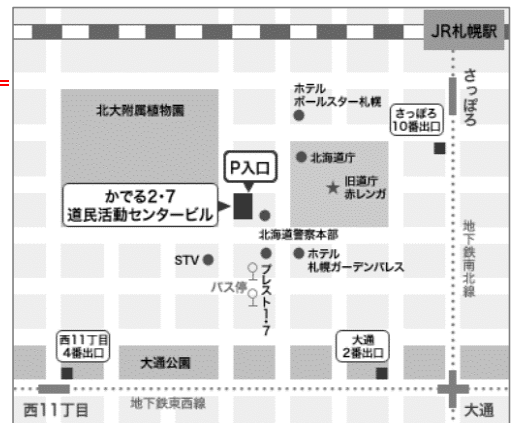 JR札幌駅
さっぽろ
ホテル
ポールスター札幌
さっぽろ
10番出口
北大附属植物園
P入口
北海道庁
旧道庁
赤レンガ
かでる2・7
道民活動センタービル
北海道警察本部
地下鉄南北線
STV
ホテル
札幌ガーデンパレス
バス停
プレスト1・7
西11丁目
4番出口
大通公園
大通
2番出口
西11丁目
地下鉄東西線
大通